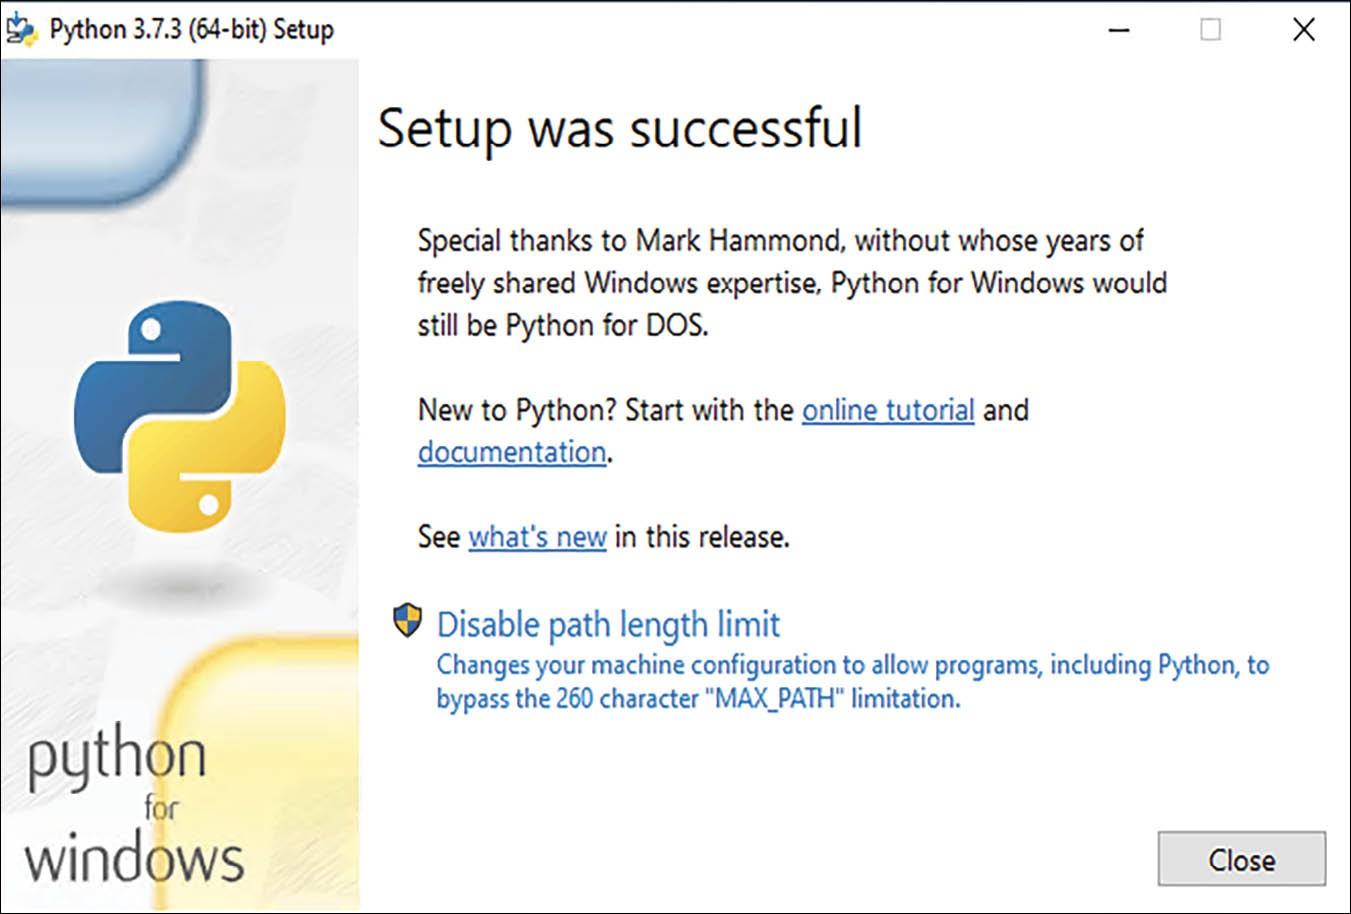 Python 3.7.3 (64-bit) Setup
Setup was successful
Special thanks to Mark Hammond, without whose years of
freely shared Windows expertise, Python for Windows would
still be Python for DOS.
New to Python? Start with the online tutorial and
documentation.
See what's new in this release.
Disable path length limit
Changes your machine configuration to allow programs, including Python, to
bypass the 260 character "MAX_PATH" limitation.
python
for
windows
Close